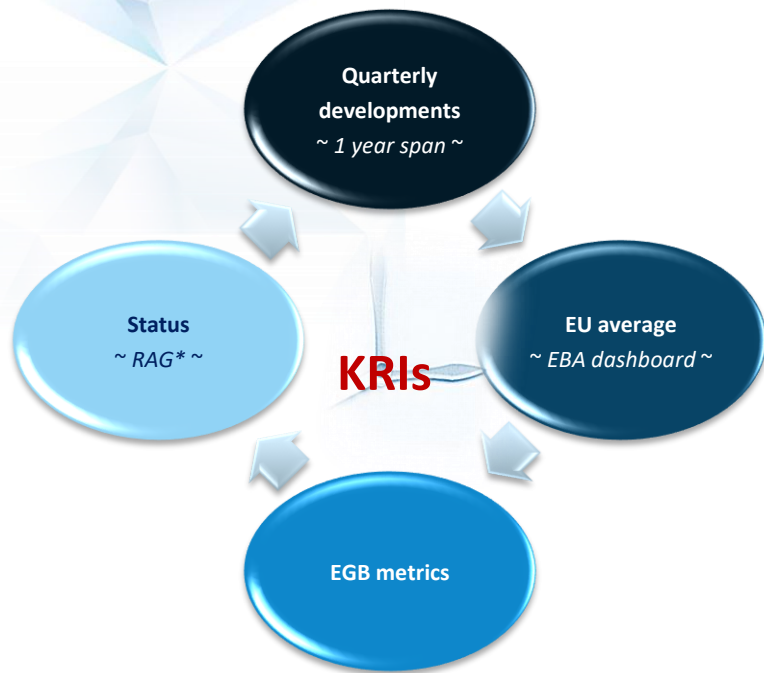 Quarterly
developments
~ 1 year span ~
Status
~ RAG* ~
EU average
~ EBA dashboard ~
KRIs
EGB metrics